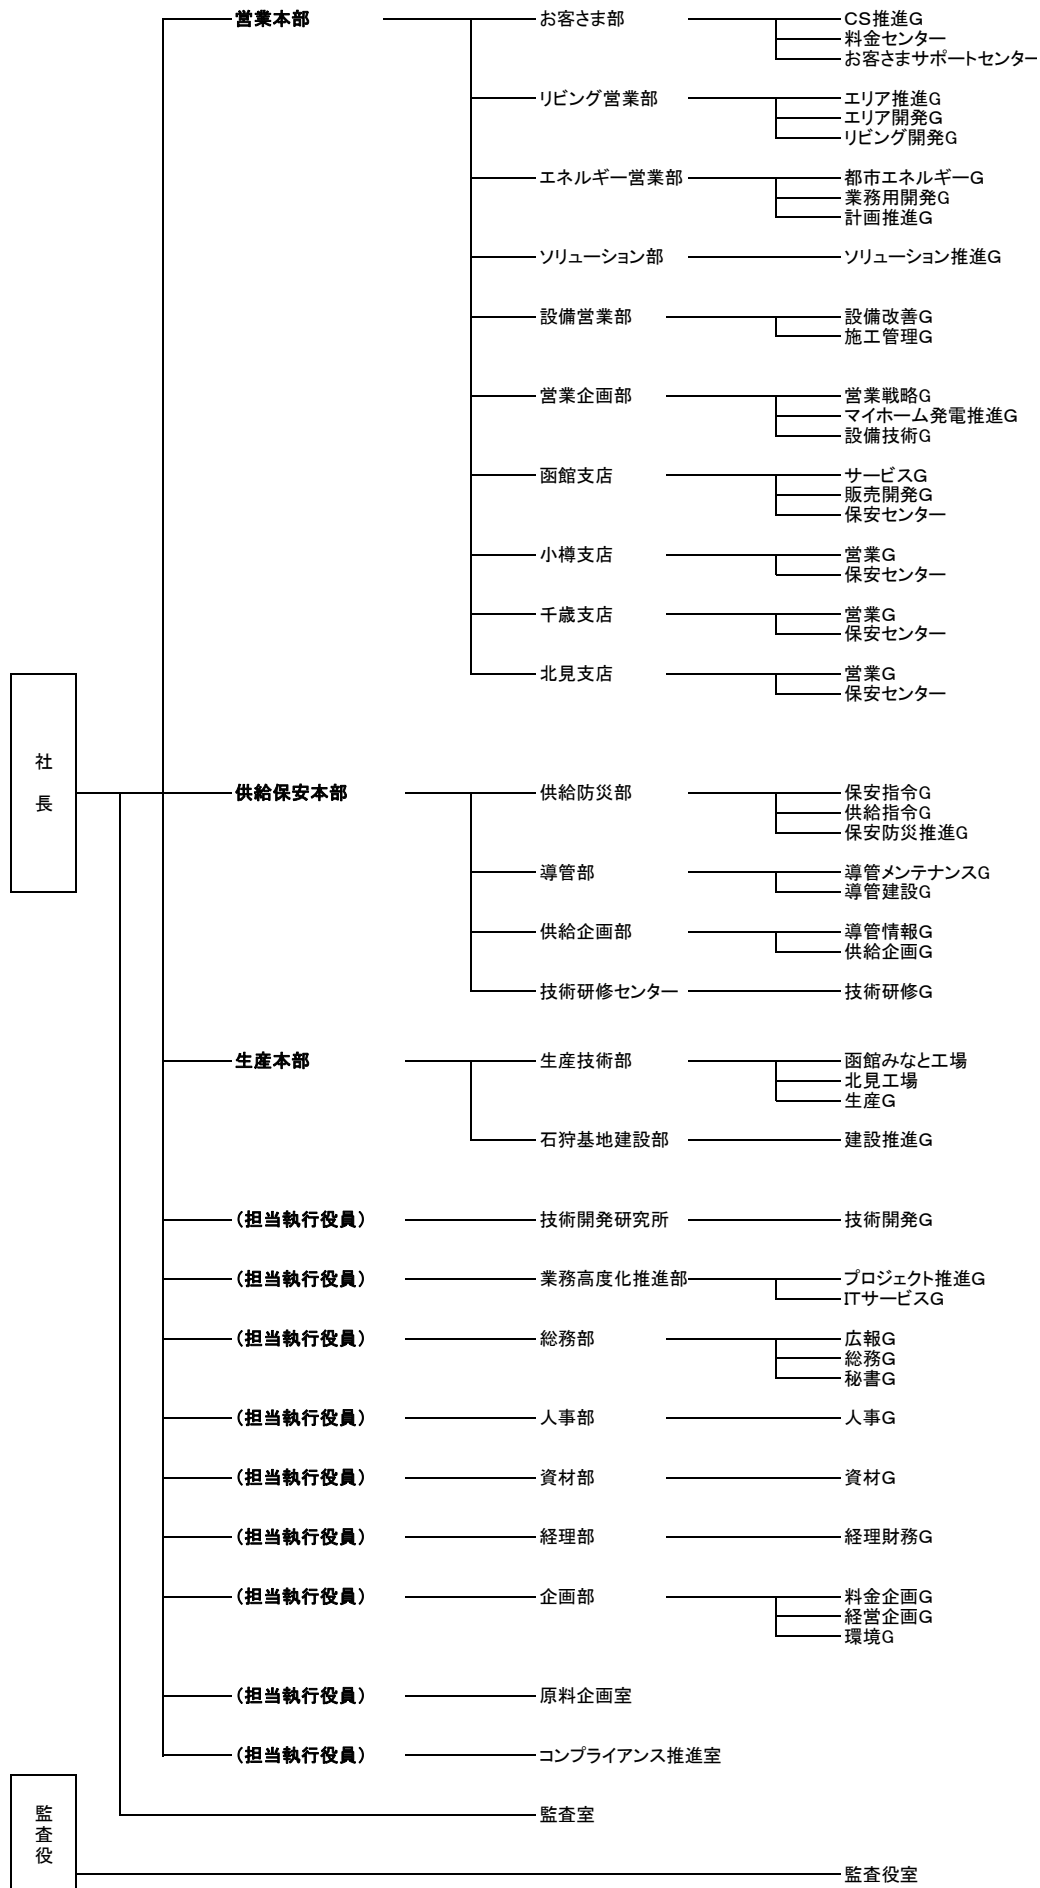 営業本部 お客さま部 CS推進G
料金センター
お客さまサポートセンター
リビング営業部 エリア推進G
エリア開発G
リビング開発G
エネルギー営業部 都市エネルギーG
業務用開発G
計画推進G
ソリューション部 ソリューション推進G
設備営業部 設備改善G
施工管理G
営業企画部 営業戦略G
マイホーム発電推進G
設備技術G
函館支店 サービスG
販売開発G
保安センター
小樽支店 営業G
保安センター
千歳支店 営業G
保安センター
北見支店 営業G
保安センター
社長
供給保安本部 供給防災部 保安指令G
供給指令G
保安防災推進G
導管部 導管メンテナンスG
導管建設G
供給企画部 導管情報G
供給企画G
技術研修センター 技術研修G
生産本部 生産技術部 函館みなと工場
北見工場
生産G
石狩基地建設部 建設推進G
(担当執行役員) 技術開発研究所 技術開発G
(担当執行役員) 業務高度化推進部 プロジェクト推進G
ITサービスG
(担当執行役員) 総務部 広報G
総務G
秘書G
(担当執行役員) 人事部 人事G
(担当執行役員) 資材部 資材G
(担当執行役員) 経理部 経理財務G
(担当執行役員) 企画部 料金企画G
経営企画G
環境G
(担当執行役員) 原料企画室
(担当執行役員) コンプライアンス推進室
監査室
監査役
監査役室